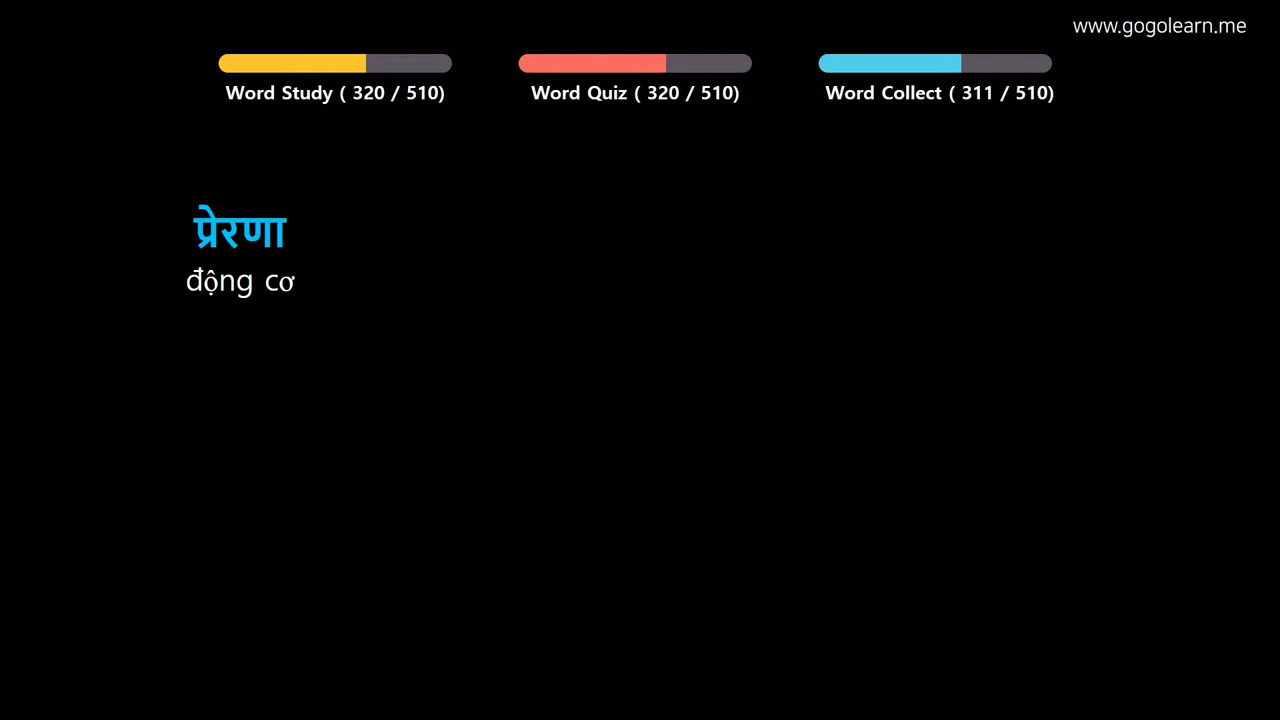 www.gogolearn.me
Word Study ( 320 / 510)
Word Quiz ( 320 / 510)
Word Collect ( 311 / 510)
प्रेरणा
động cơ